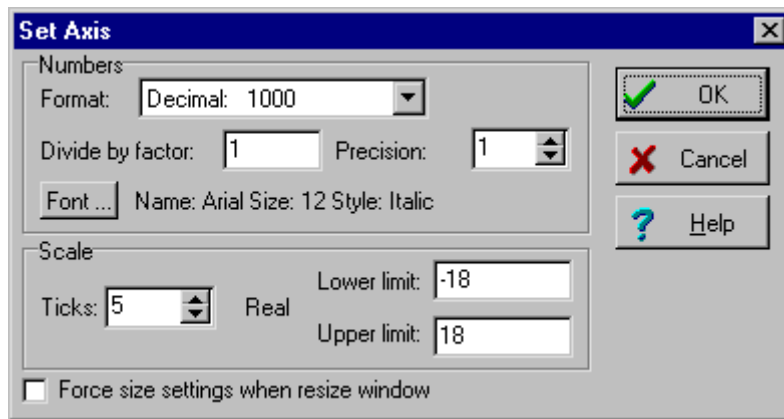 Set Axis
Numbers
Format: Decimal: 1000
Divide by factor: 1 Precision: 1
Font ... Name: Arial Size: 12 Style: Italic
OK
Cancel
Help
Scale
Ticks: 5 Real
Lower limit: -18
Upper limit: 18
Force size settings when resize window